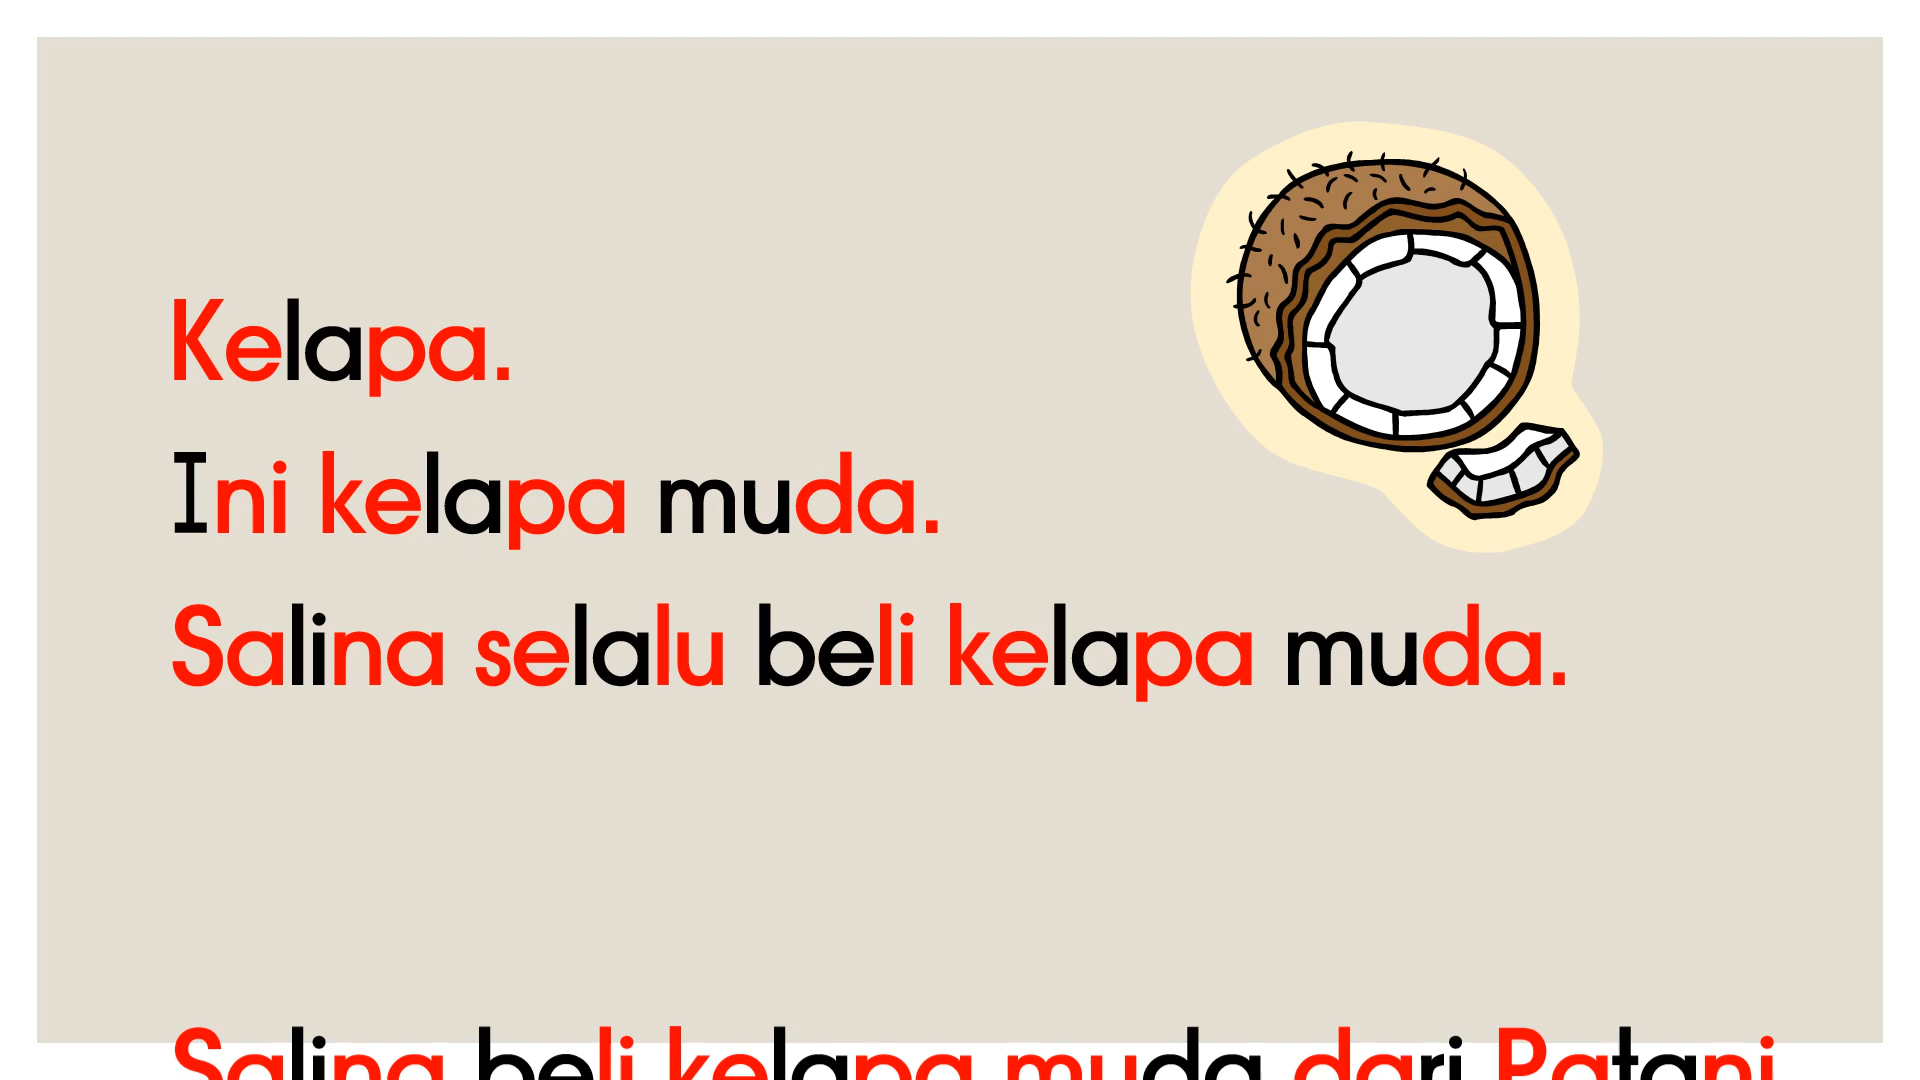 Kelapa.
Ini kelapa muda.
Salina selalu beli kelapa muda.
Salina beli kelapa muda dari Patani